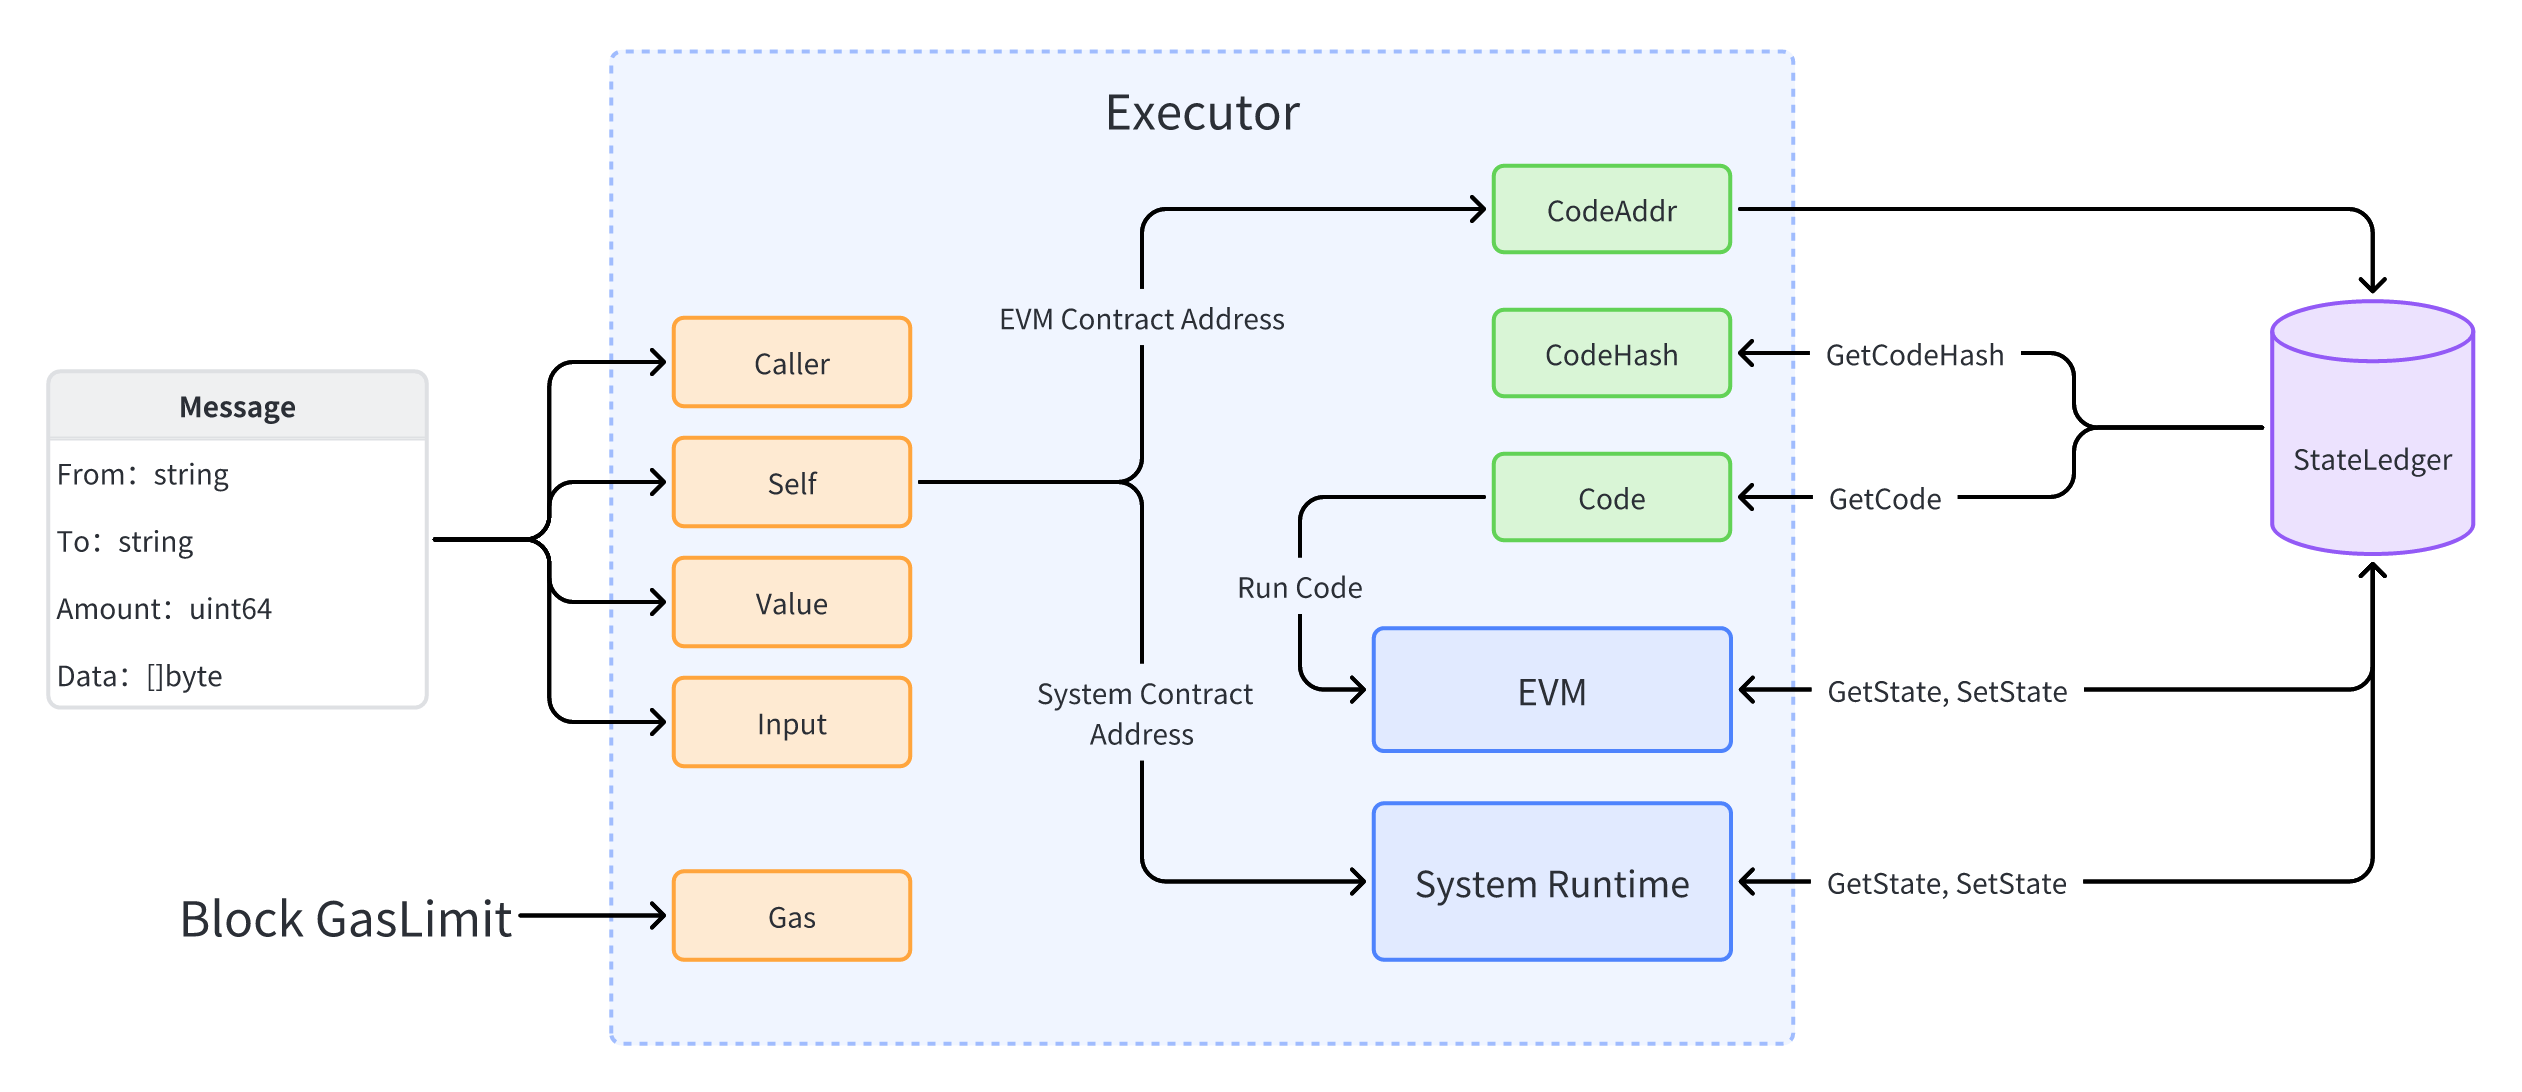 Executor
CodeAddr
EVM Contract Address
Caller
CodeHash
GetCodeHash
Message
Self
StateLedger
From：string
Code
GetCode
To：string
Run Code
Value
Amount：uint64
Data：[]byte
Input
System Contract
Address
EVM
GetState, SetState
Block GasLimit
Gas
System Runtime
GetState, SetState